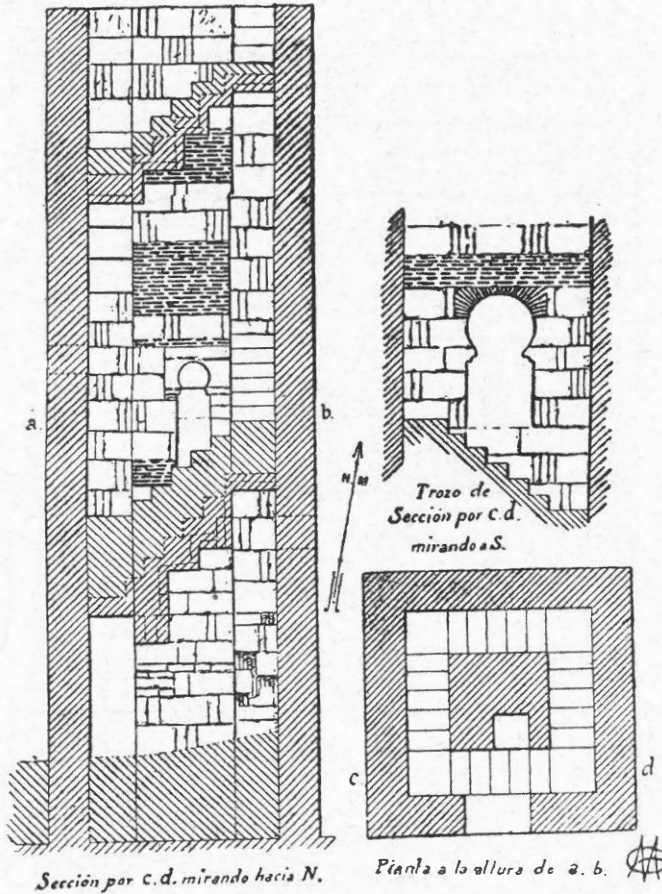 a.
b.
N.M
Trozo de
Sección por c.d.
mirando a S.
c
d
Sección por c.d. mirando hacia N.
Planta a la altura de a. b.